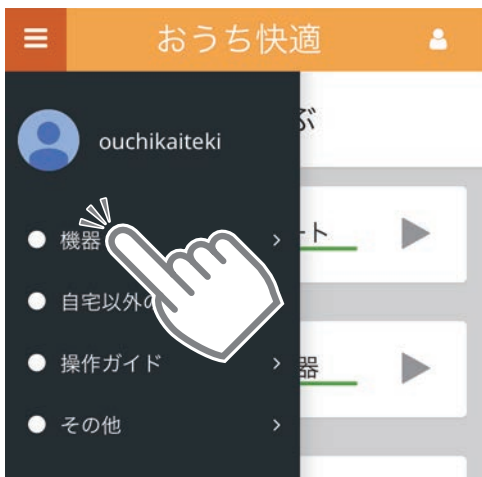 おうち快適
ぶ
ouchikaiteki
機器
ート
自宅以外の
操作ガイド
器
その他